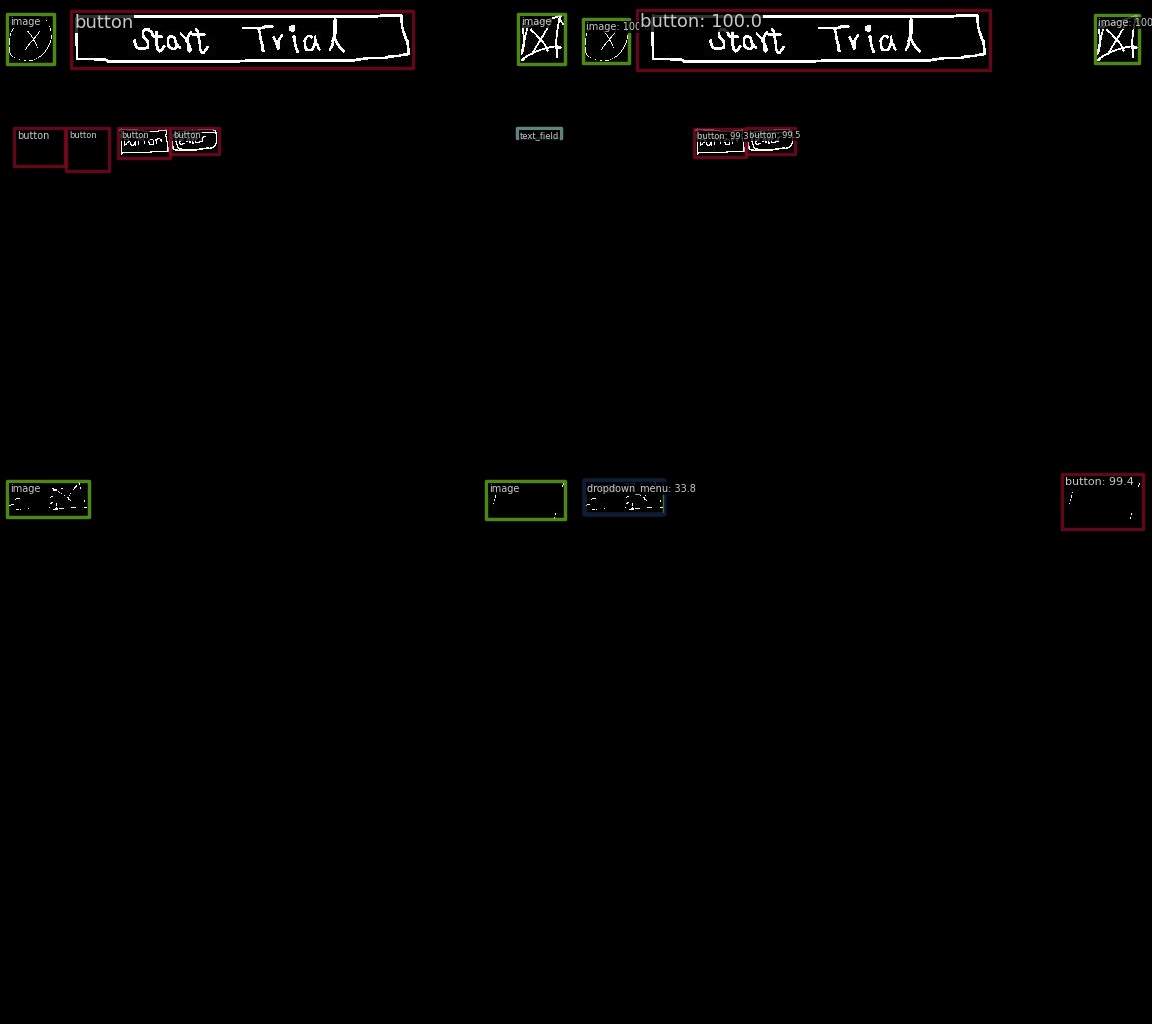 image button Start Trial image image: 100 button: 100.0 Start Trial image: 100
button button button button text_field button: 99.3 button: 99.5
image image dropdown_menu: 33.8 button: 99.4